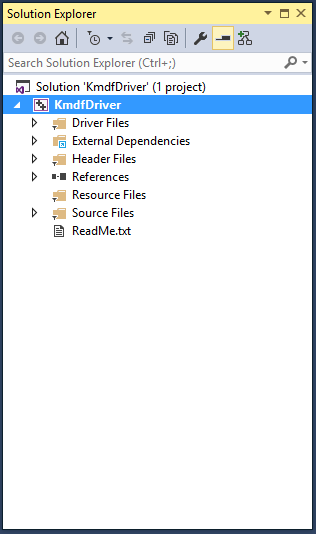 Solution Explorer
Search Solution Explorer (Ctrl+;)
Solution 'KmdfDriver' (1 project)
KmdfDriver
Driver Files
External Dependencies
Header Files
References
Resource Files
Source Files
ReadMe.txt